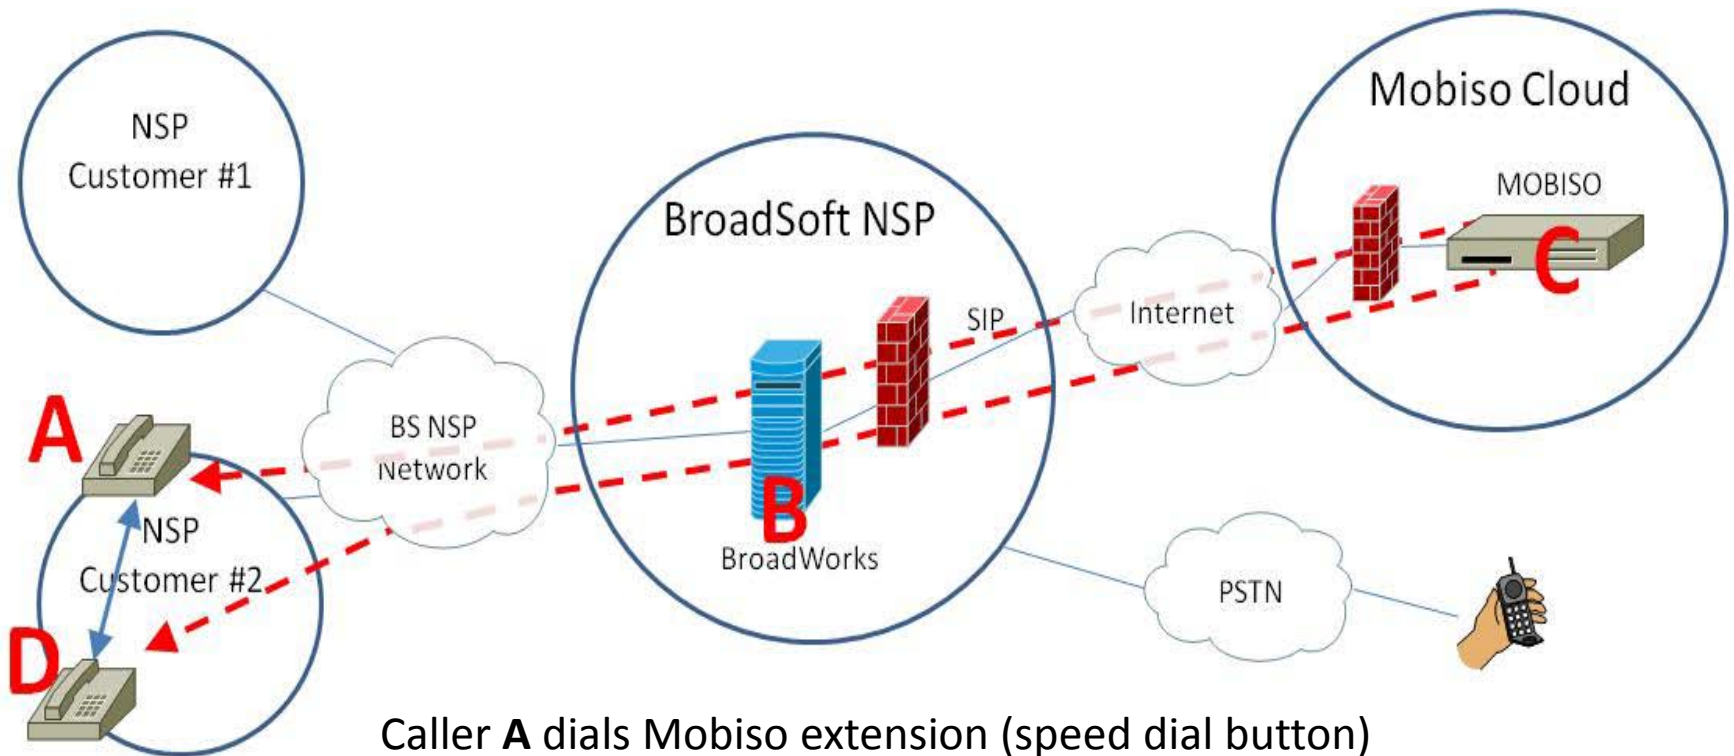 NSP
Customer #1
Mobiso Cloud
MOBISO
C
BroadSoft NSP
SIP
Internet
A
BS NSP
Network
B
BroadWorks
NSP
Customer #2
PSTN
D
Caller A dials Mobiso extension (speed dial button)